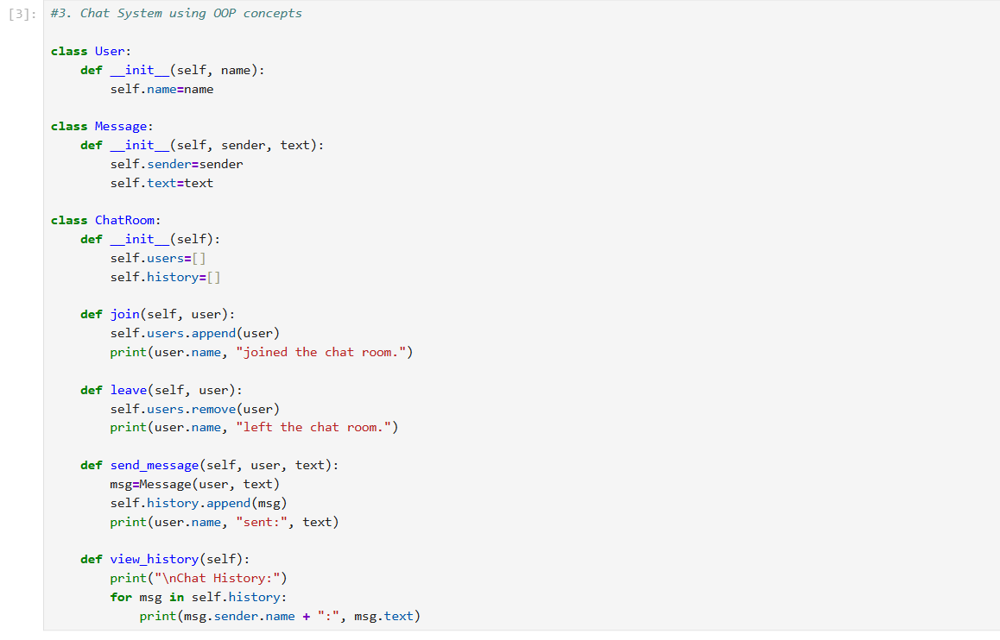 [3]: #3. Chat System using OOP concepts

class User:
    def __init__(self, name):
        self.name=name

class Message:
    def __init__(self, sender, text):
        self.sender=sender
        self.text=text

class ChatRoom:
    def __init__(self):
        self.users=[]
        self.history=[]

    def join(self, user):
        self.users.append(user)
        print(user.name, "joined the chat room.")

    def leave(self, user):
        self.users.remove(user)
        print(user.name, "left the chat room.")

    def send_message(self, user, text):
        msg=Message(user, text)
        self.history.append(msg)
        print(user.name, "sent:", text)

    def view_history(self):
        print("\nChat History:")
        for msg in self.history:
            print(msg.sender.name + ":", msg.text)